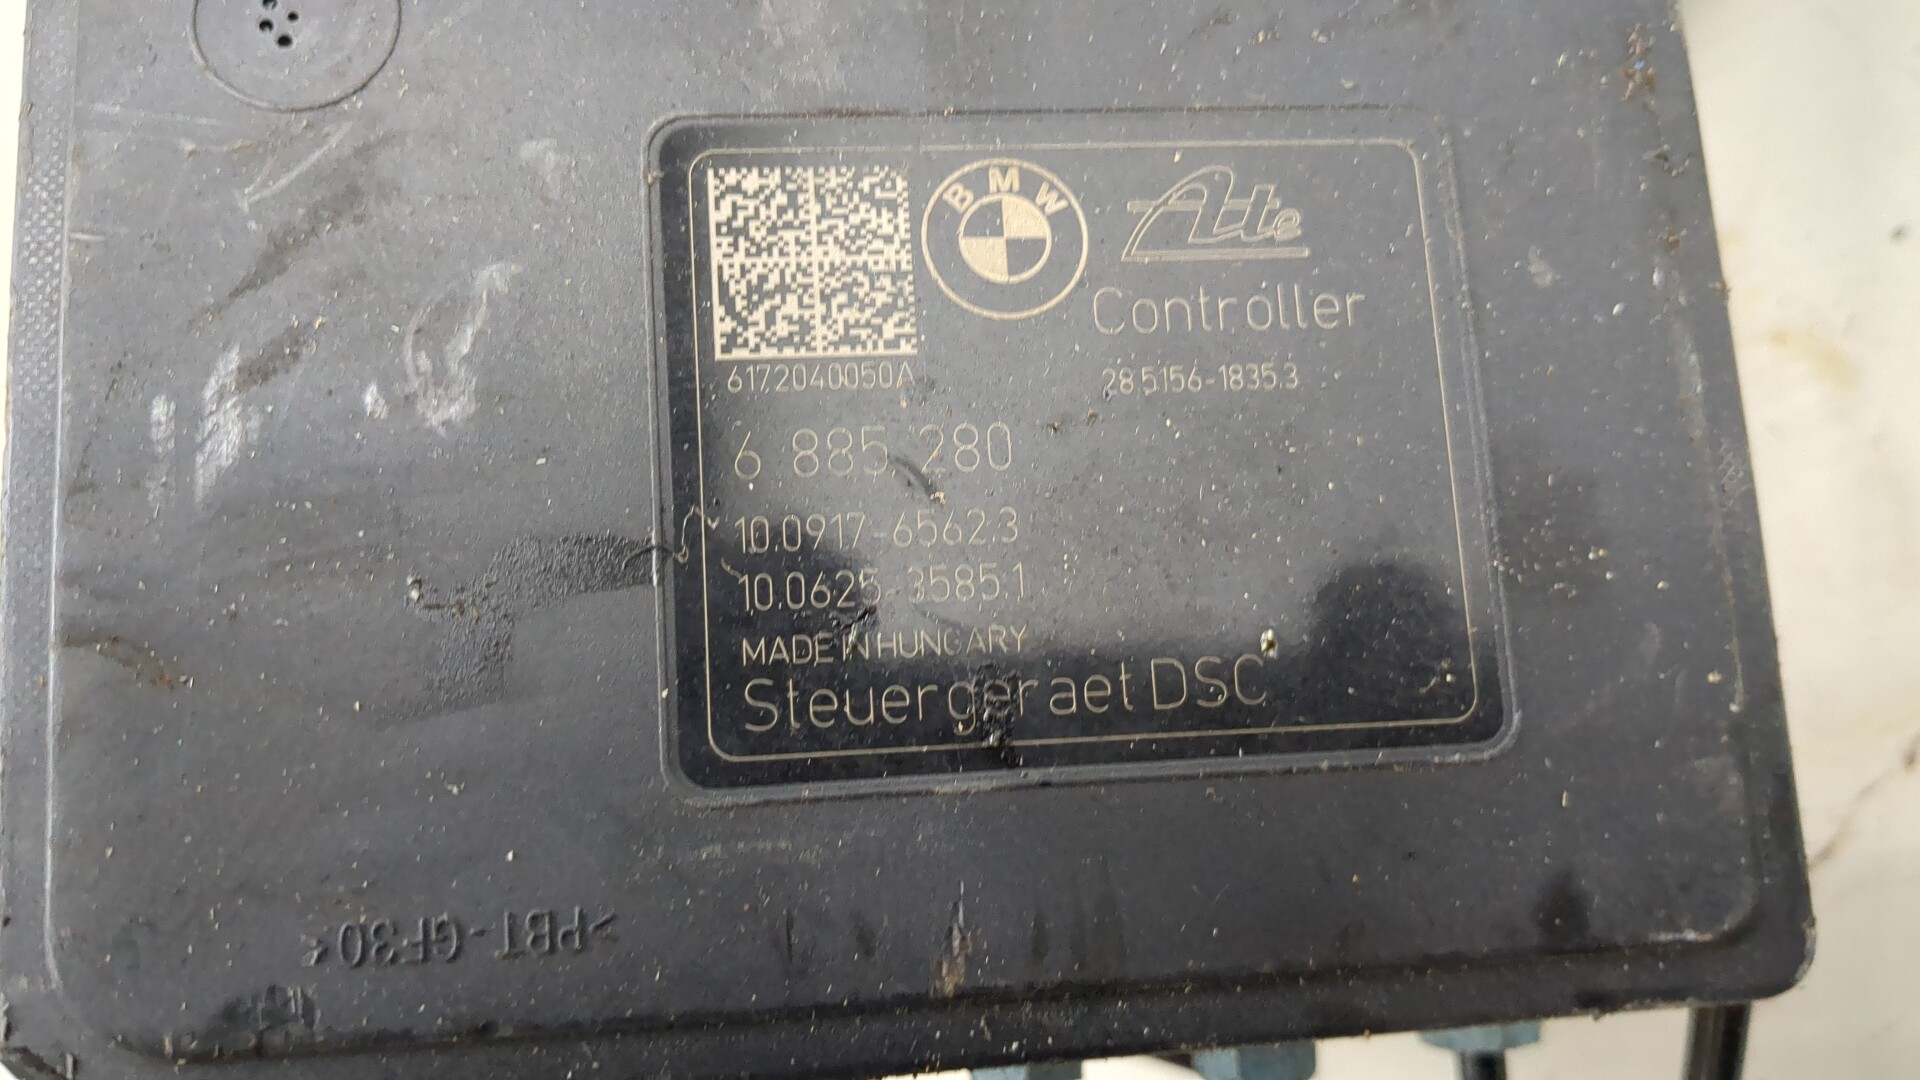 BMW
Ate
Controller
6172040050A
28.5156-1835.3
6 885 280
10.0917-6562.3
10.0625-3585.1
MADE IN HUNGARY
Steuergeraet DSC
>PBT-GF30<